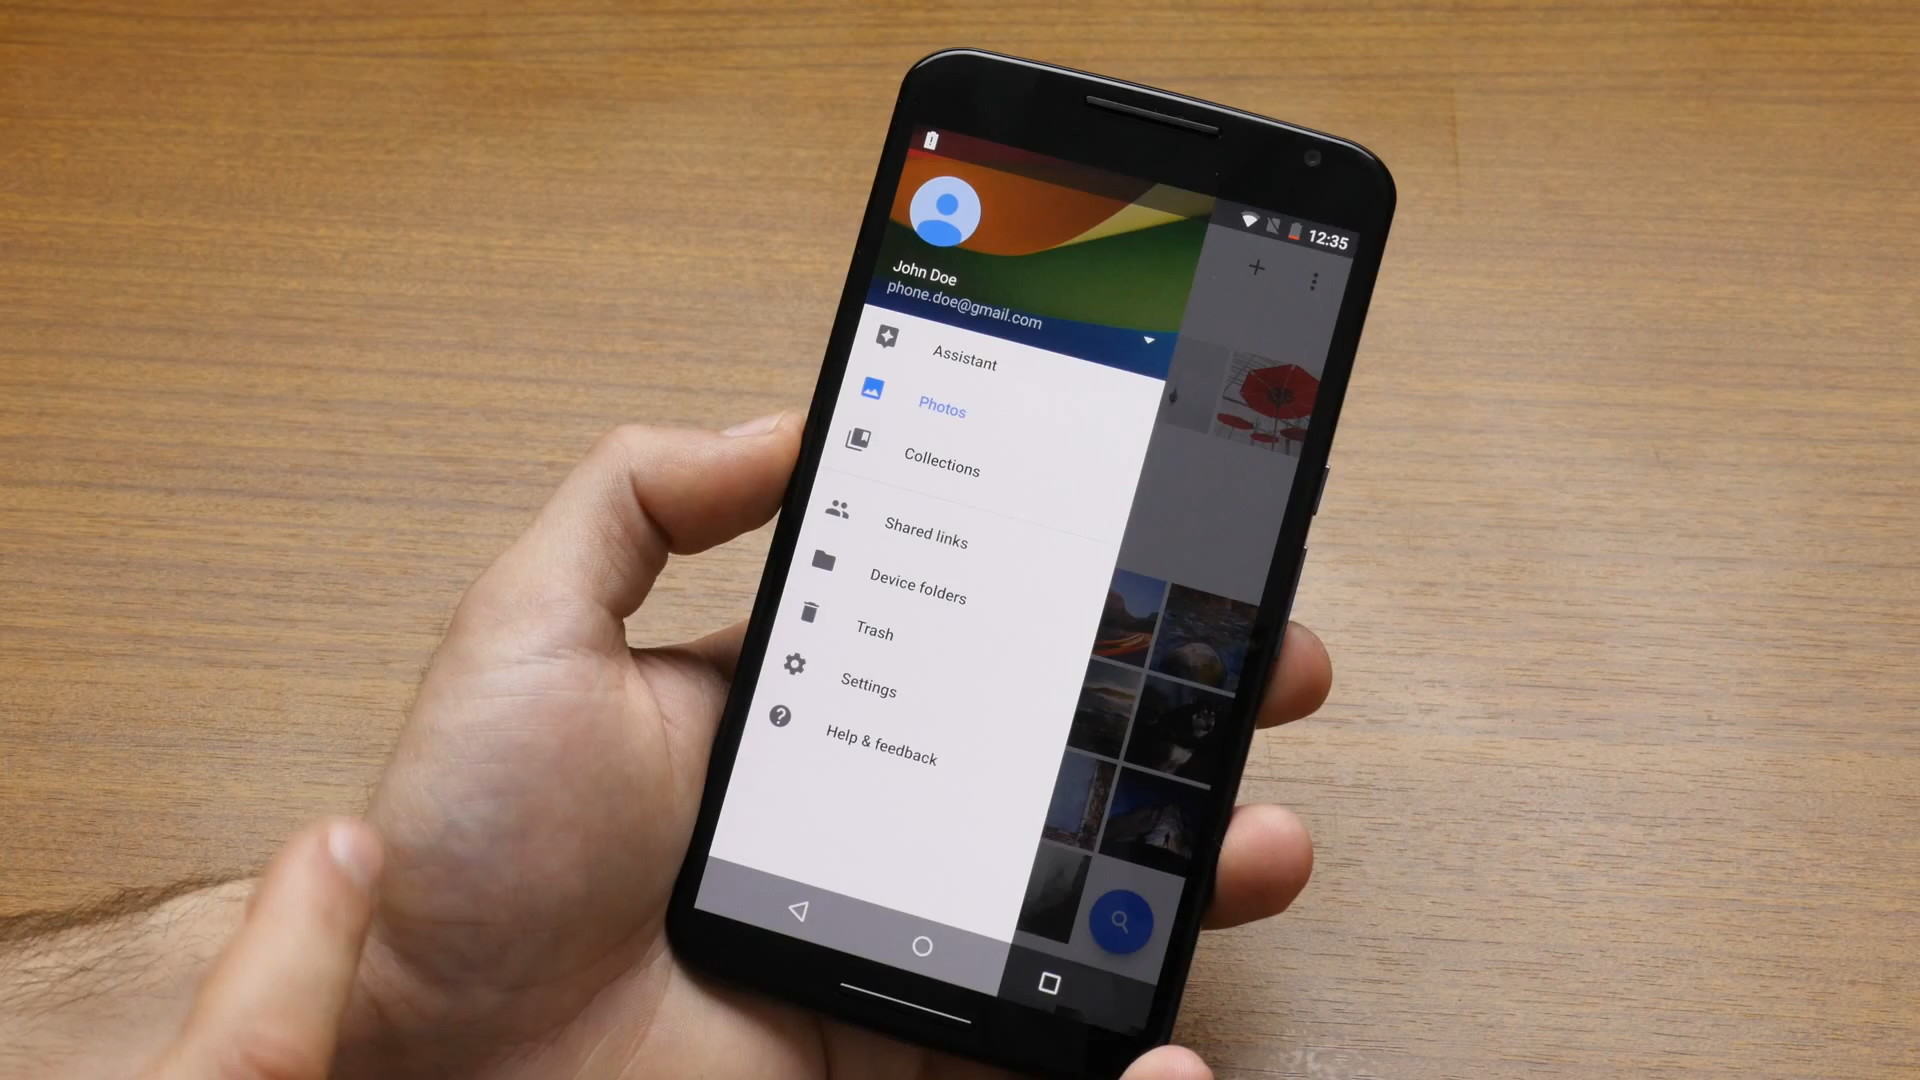 12:35
John Doe
phone.doe@gmail.com
Assistant
Photos
Collections
Shared links
Device folders
Trash
Settings
Help & feedback